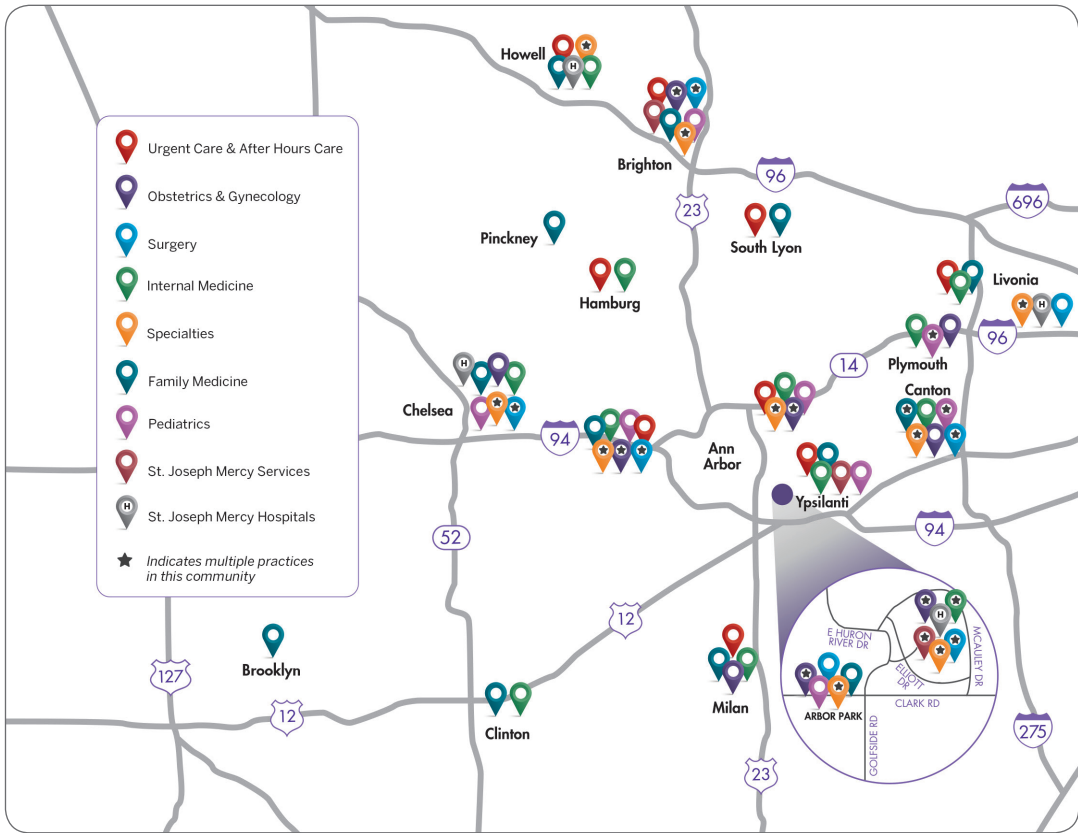 Urgent Care & After Hours Care
Obstetrics & Gynecology
Surgery
Internal Medicine
Specialties
Family Medicine
Pediatrics
St. Joseph Mercy Services
H
St. Joseph Mercy Hospitals
Indicates multiple practices
in this community
Howell
H
Brighton
96
696
23
Pinckney
South Lyon
Hamburg
Livonia
H
96
Plymouth
14
Canton
H
Chelsea
94
Ann
Arbor
Ypsilanti
94
52
12
127
Brooklyn
12
Clinton
Milan
23
275
E HURON
RIVER DR
H
MCAULEY DR
ELLIOTT
DR
CLARK RD
ARBOR PARK
GOLFSIDE RD